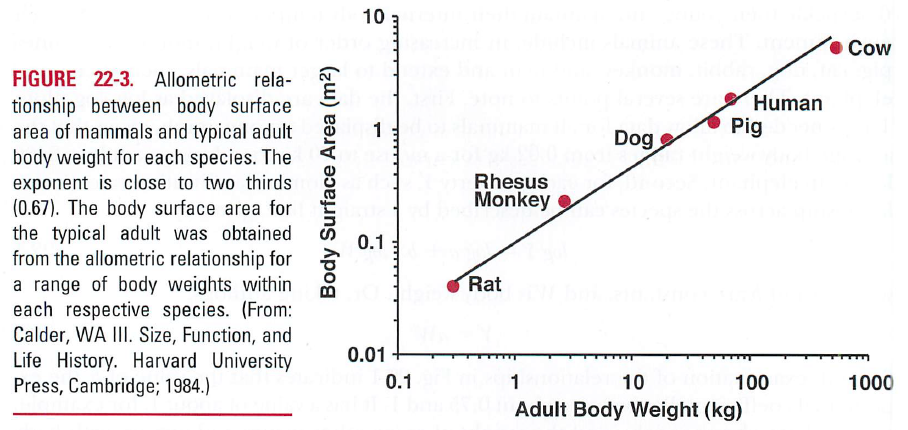 FIGURE 22-3. Allometric rela-
tionship between body surface
area of mammals and typical adult
body weight for each species. The
exponent is close to two thirds
(0.67). The body surface area for
the typical adult was obtained
from the allometric relationship for
a range of body weights within
each respective species. (From:
Calder, WA III. Size, Function, and
Life History. Harvard University
Press, Cambridge; 1984.)
Body Surface Area (m²)
10
1
0.1
0.01
Cow
Human
Pig
Dog
Rhesus
Monkey
Rat
0.1
1
10
100
1000
Adult Body Weight (kg)